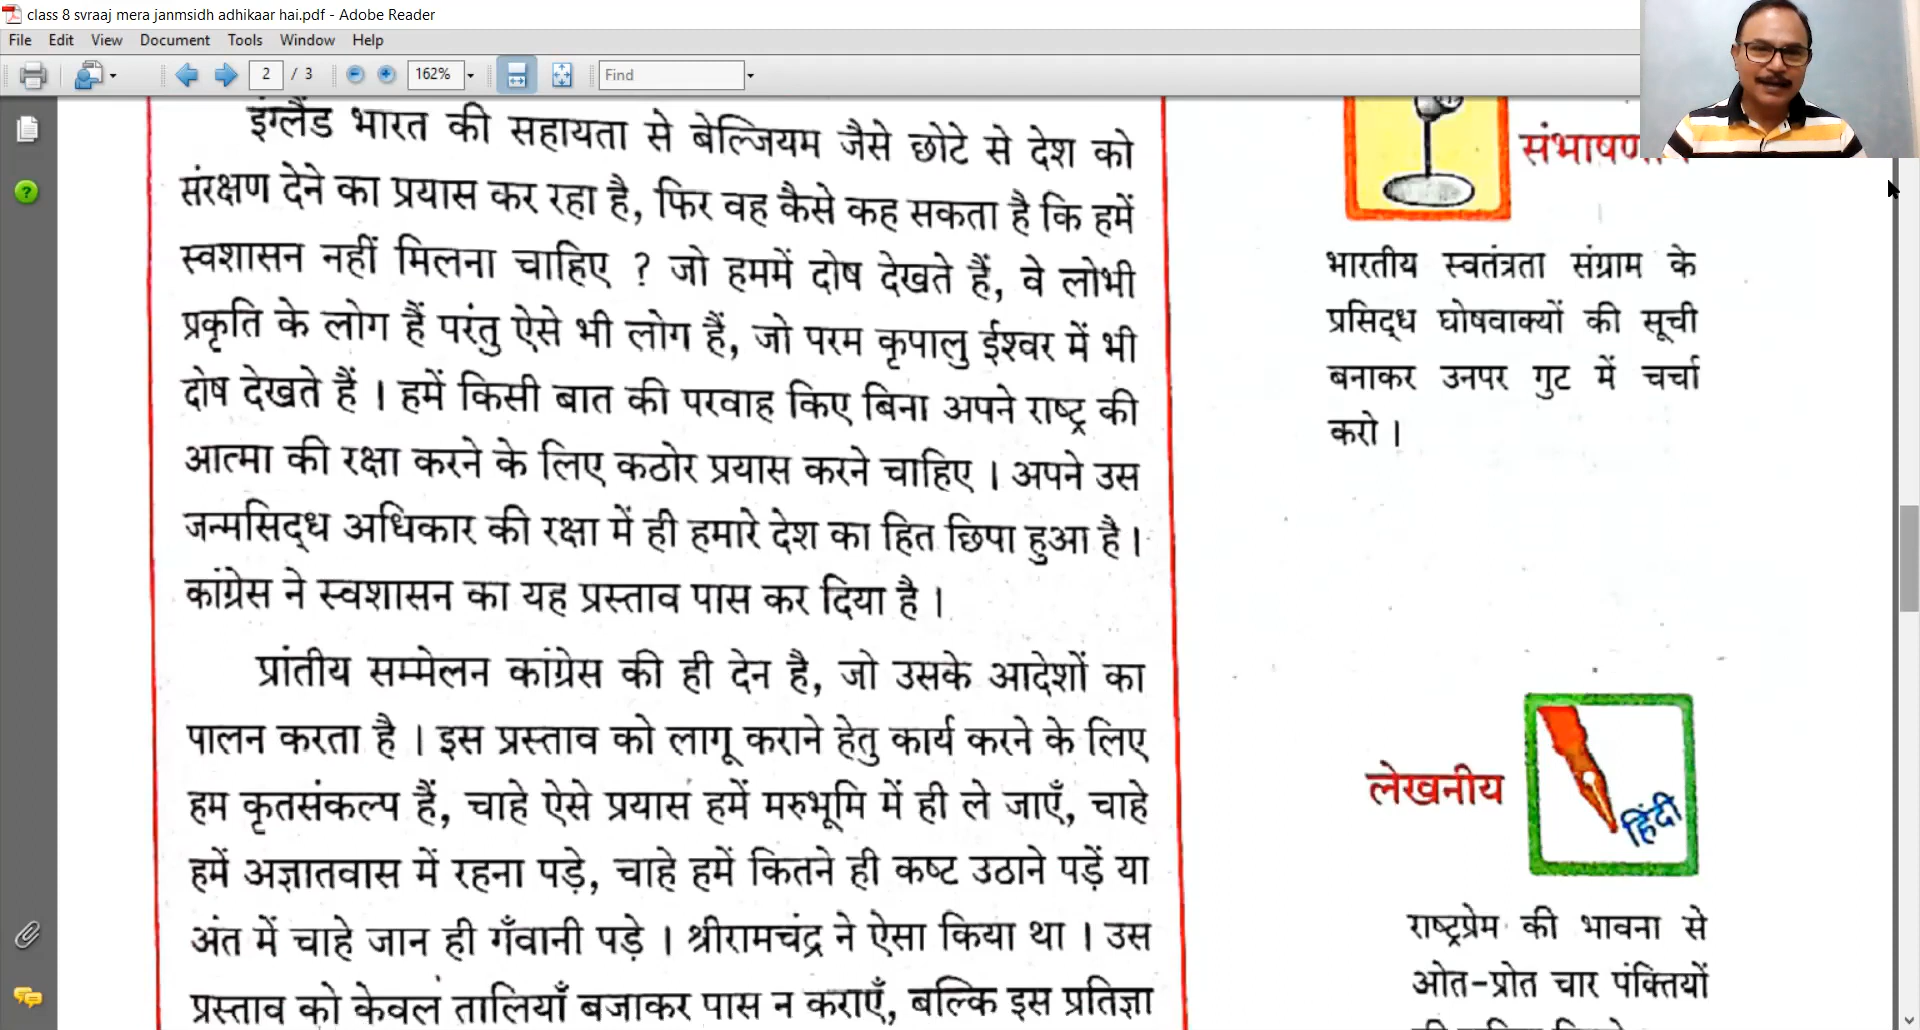 class 8 svraaj mera janmsidh adhikaar hai.pdf - Adobe Reader
File Edit View Document Tools Window Help
2 / 3 162% Find
इंग्लैंड भारत की सहायता से बेल्जियम जैसे छोटे से देश को
संरक्षण देने का प्रयास कर रहा है, फिर वह कैसे कह सकता है कि हमें
स्वशासन नहीं मिलना चाहिए ? जो हममें दोष देखते हैं, वे लोभी
प्रकृति के लोग हैं परंतु ऐसे भी लोग हैं, जो परम कृपालु ईश्वर में भी
दोष देखते हैं । हमें किसी बात की परवाह किए बिना अपने राष्ट्र की
आत्मा की रक्षा करने के लिए कठोर प्रयास करने चाहिए । अपने उस
जन्मसिद्ध अधिकार की रक्षा में ही हमारे देश का हित छिपा हुआ है ।
कांग्रेस ने स्वशासन का यह प्रस्ताव पास कर दिया है ।
प्रांतीय सम्मेलन कांग्रेस की ही देन है, जो उसके आदेशों का
पालन करता है । इस प्रस्ताव को लागू कराने हेतु कार्य करने के लिए
हम कृतसंकल्प हैं, चाहे ऐसे प्रयास हमें मरुभूमि में ही ले जाएँ, चाहे
हमें अज्ञातवास में रहना पड़े, चाहे हमें कितने ही कष्ट उठाने पड़ें या
अंत में चाहे जान ही गँवानी पड़े । श्रीरामचंद्र ने ऐसा किया था । उस
प्रस्ताव को केवल तालियाँ बजाकर पास न कराएँ, बल्कि इस प्रतिज्ञा
भारतीय स्वतंत्रता संग्राम के
प्रसिद्ध घोषवाक्यों की सूची
बनाकर उनपर गुट में चर्चा
करो ।
लेखनीय
हिंदी
राष्ट्रप्रेम की भावना से
ओत-प्रोत चार पंक्तियों